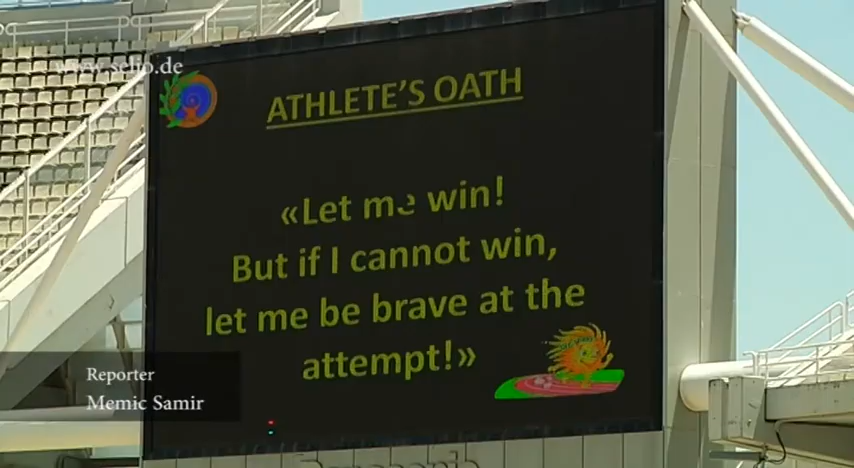 www.selio.de
ATHLETE'S OATH
«Let me win!
But if I cannot win,
let me be brave at the
attempt!»
Reporter
Memic Samir